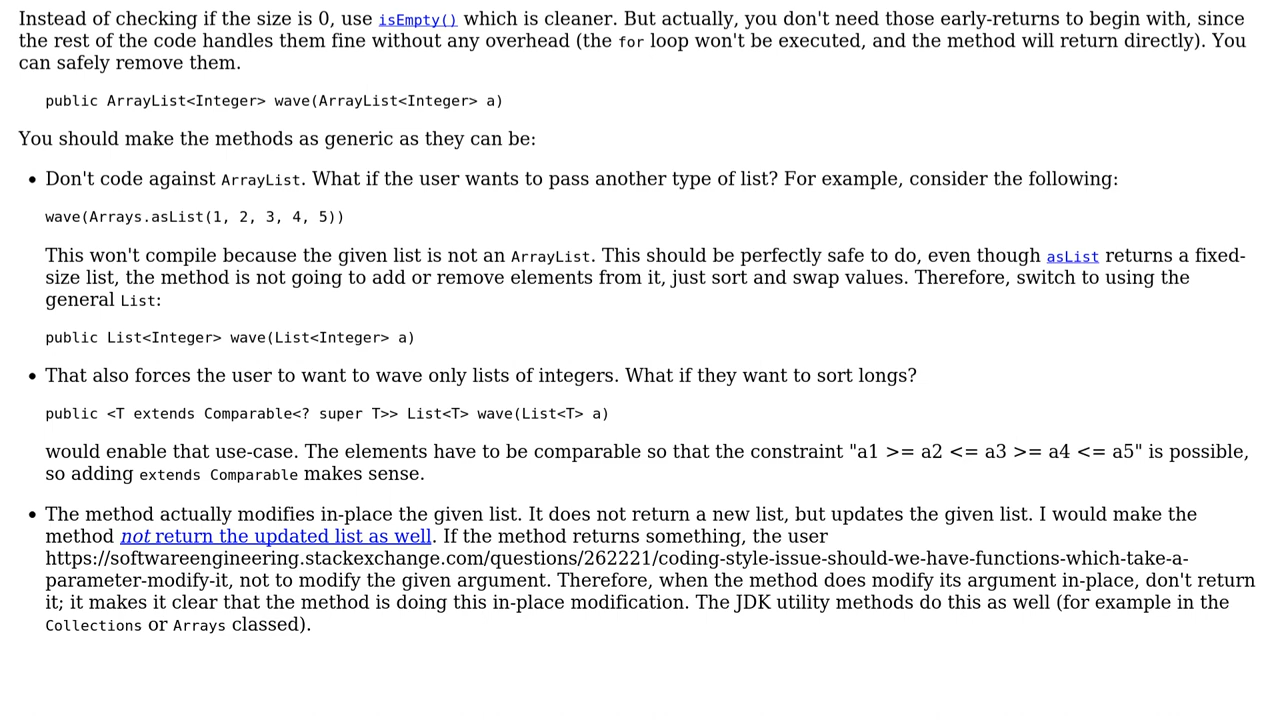 Instead of checking if the size is 0, use isEmpty() which is cleaner. But actually, you don't need those early-returns to begin with, since
the rest of the code handles them fine without any overhead (the for loop won't be executed, and the method will return directly). You
can safely remove them.
public ArrayList<Integer> wave(ArrayList<Integer> a)
You should make the methods as generic as they can be:
• Don't code against ArrayList. What if the user wants to pass another type of list? For example, consider the following:
wave(Arrays.asList(1, 2, 3, 4, 5))
This won't compile because the given list is not an ArrayList. This should be perfectly safe to do, even though asList returns a fixed-
size list, the method is not going to add or remove elements from it, just sort and swap values. Therefore, switch to using the
general List:
public List<Integer> wave(List<Integer> a)
• That also forces the user to want to wave only lists of integers. What if they want to sort longs?
public <T extends Comparable<? super T>> List<T> wave(List<T> a)
would enable that use-case. The elements have to be comparable so that the constraint "a1 >= a2 <= a3 >= a4 <= a5" is possible,
so adding extends Comparable makes sense.
• The method actually modifies in-place the given list. It does not return a new list, but updates the given list. I would make the
method not return the updated list as well. If the method returns something, the user
https://softwareengineering.stackexchange.com/questions/262221/coding-style-issue-should-we-have-functions-which-take-a-
parameter-modify-it, not to modify the given argument. Therefore, when the method does modify its argument in-place, don't return
it; it makes it clear that the method is doing this in-place modification. The JDK utility methods do this as well (for example in the
Collections or Arrays classed).